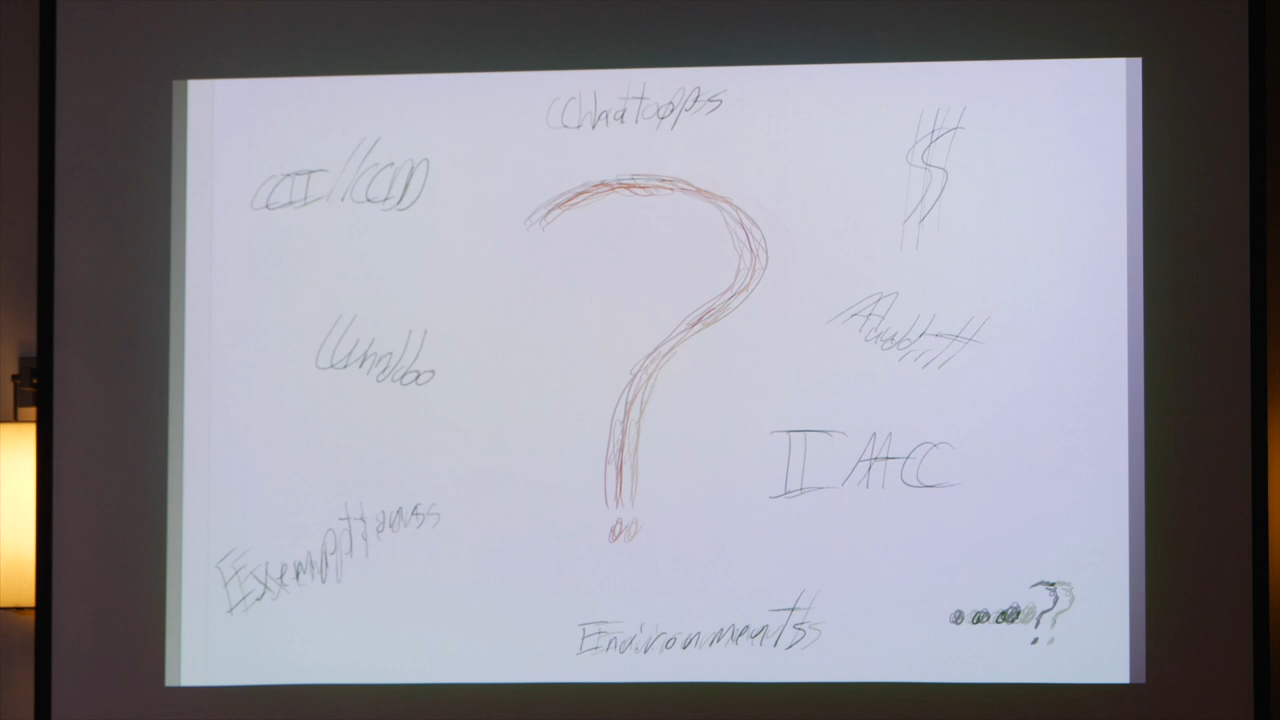 Chatops
CI/CD
$
Audit
IAC
Exemptions
Environments
...?
?